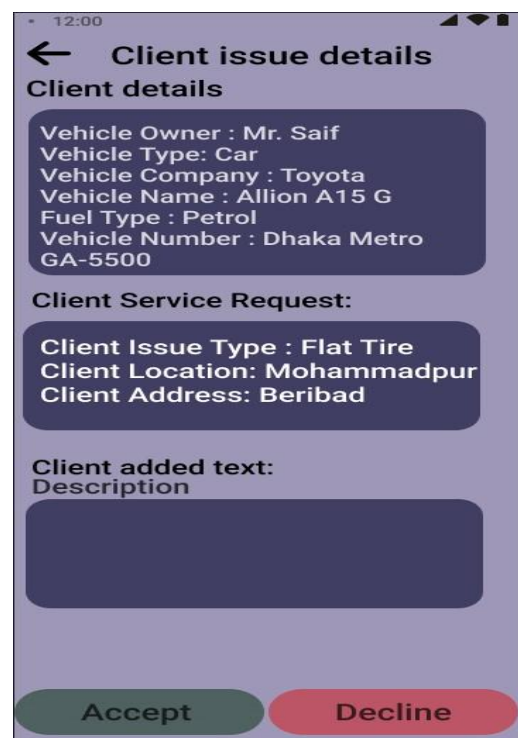 12:00
Client issue details
Client details
Vehicle Owner : Mr. Saif
Vehicle Type: Car
Vehicle Company : Toyota
Vehicle Name : Allion A15 G
Fuel Type : Petrol
Vehicle Number : Dhaka Metro
GA-5500
Client Service Request:
Client Issue Type : Flat Tire
Client Location: Mohammadpur
Client Address: Beribad
Client added text:
Description
Accept Decline